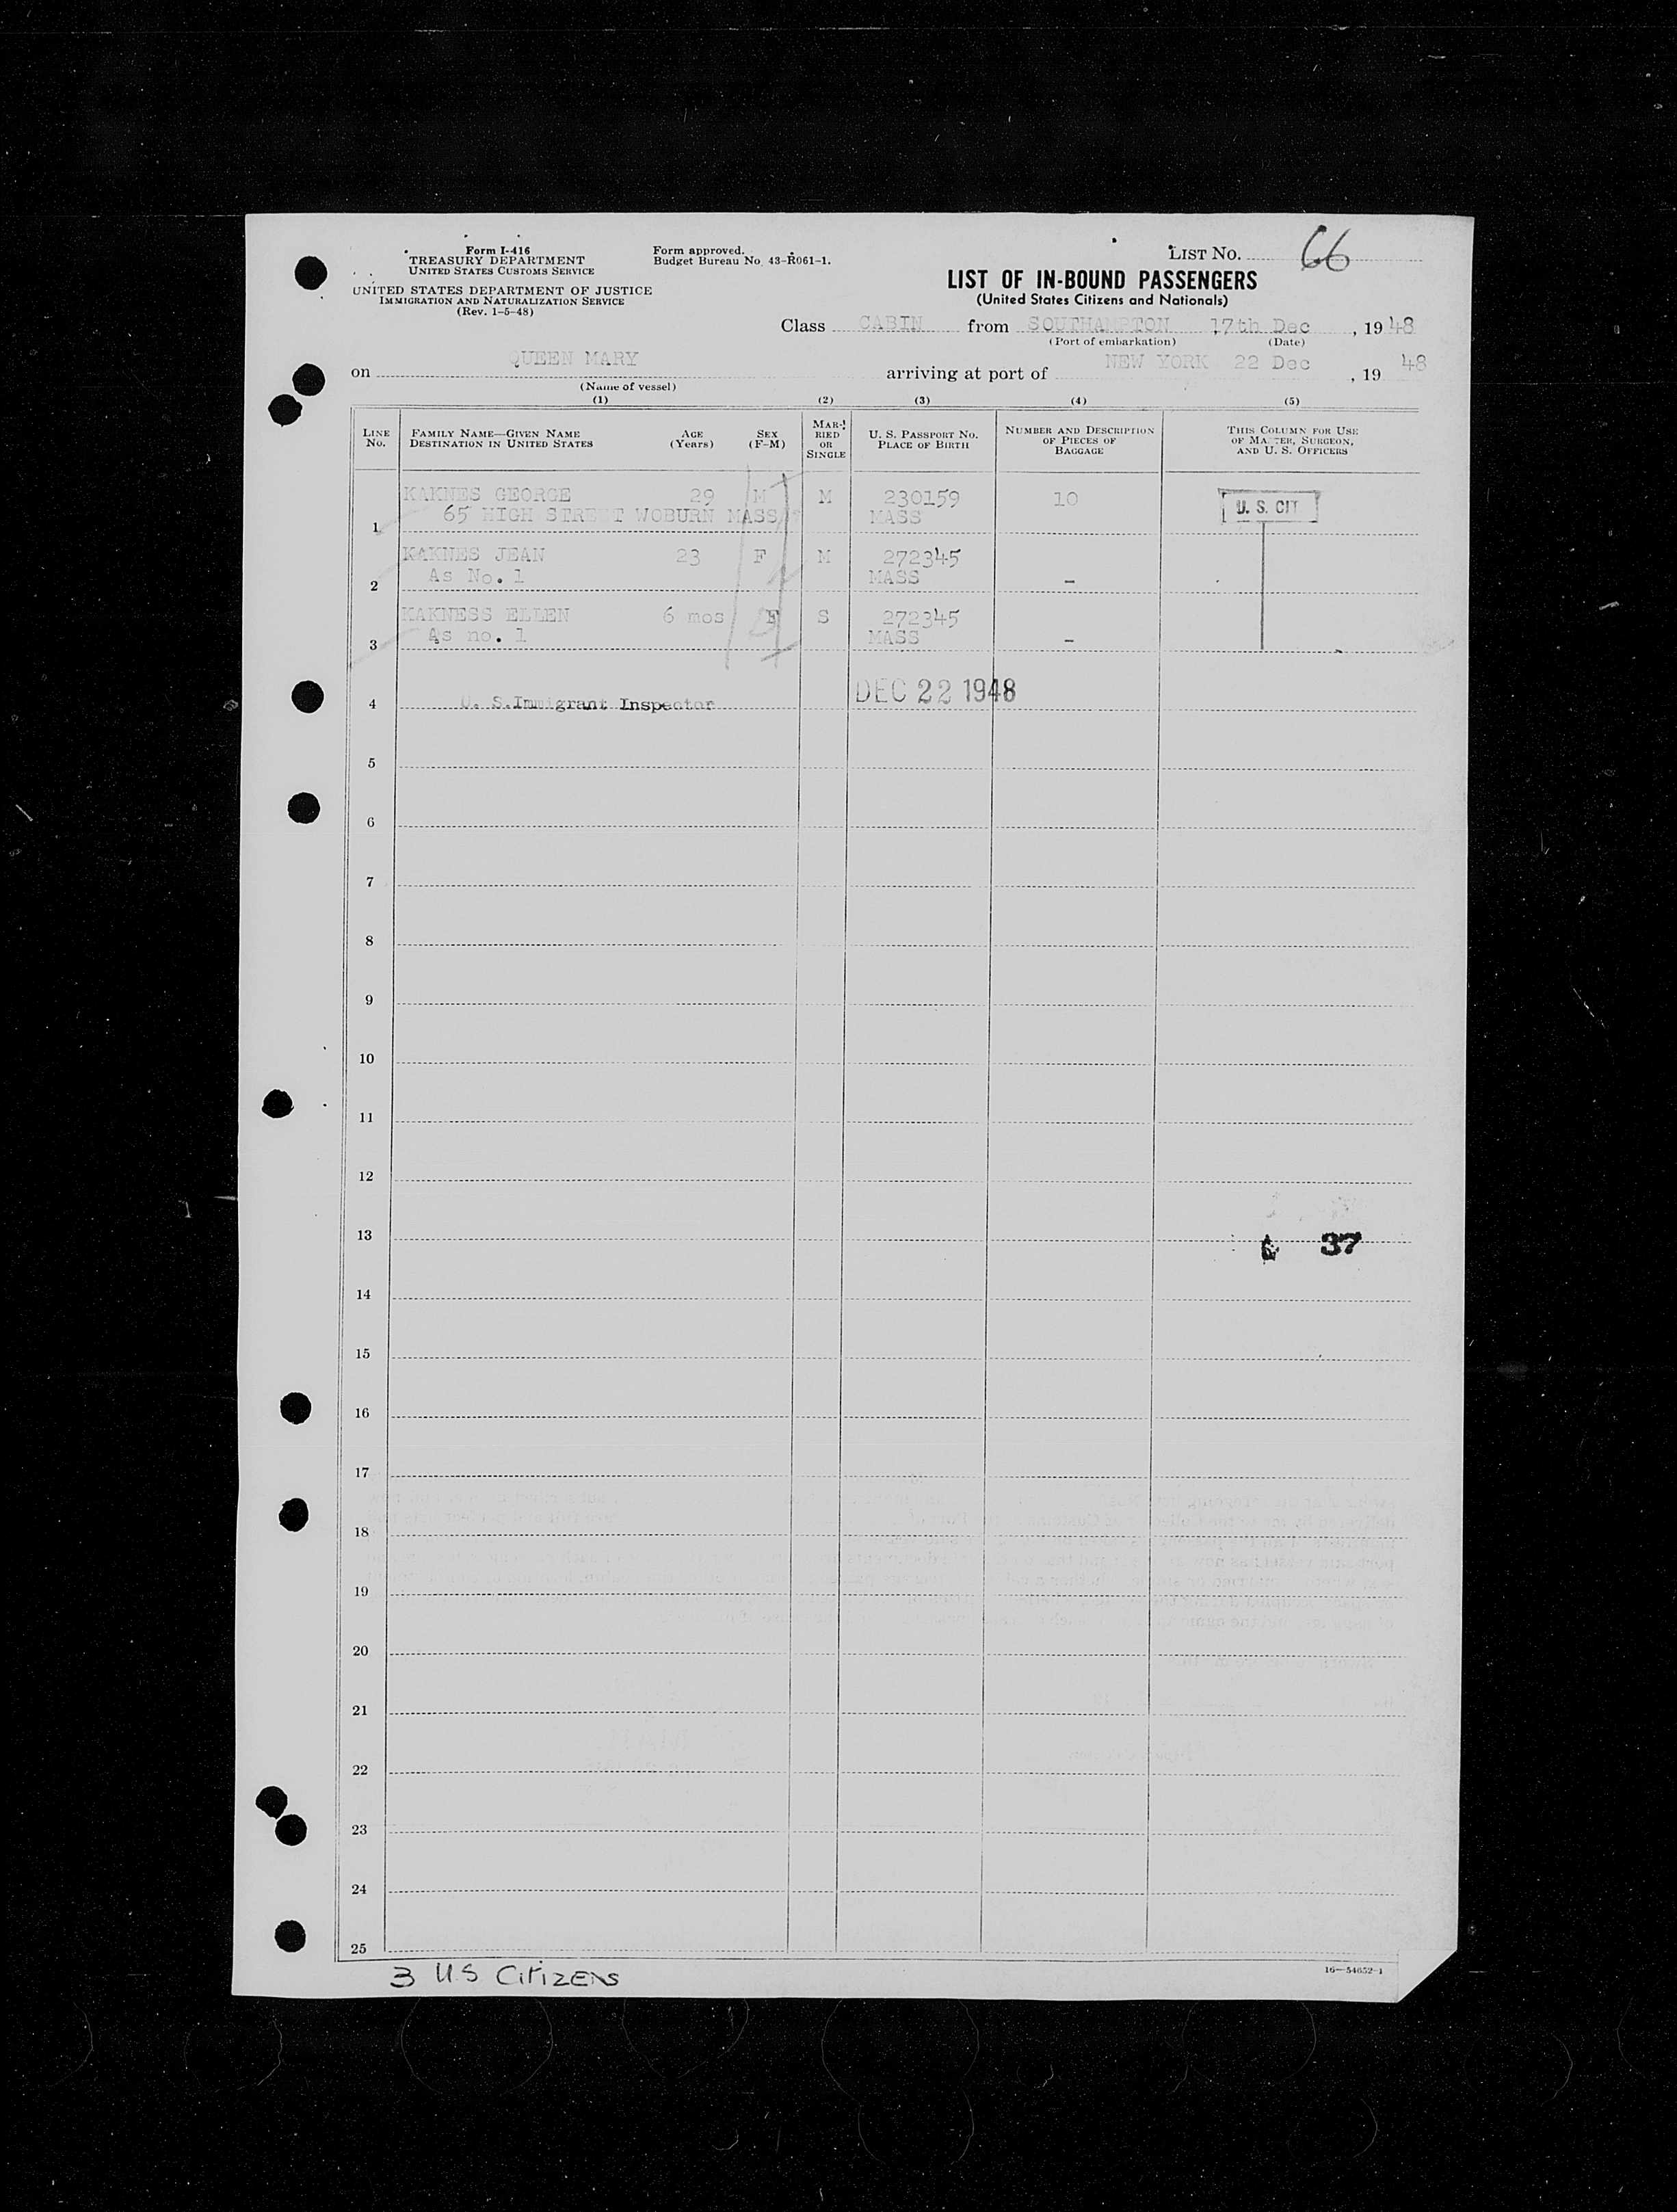 Form I-416
TREASURY DEPARTMENT
UNITED STATES CUSTOMS SERVICE
UNITED STATES DEPARTMENT OF JUSTICE
IMMIGRATION AND NATURALIZATION SERVICE
(Rev. 1-5-48)
Form approved.
Budget Bureau No. 43-R061-1.
LIST NO. 66
LIST OF IN-BOUND PASSENGERS
(United States Citizens and Nationals)
Class CABIN from SOUTHAMPTON 17th Dec, 1948
(Port of embarkation) (Date)
on QUEEN MARY arriving at port of NEW YORK 22 Dec, 19 48
(Name of vessel)
(1) (2) (3) (4) (5)
LINE No. FAMILY NAME—GIVEN NAME DESTINATION IN UNITED STATES AGE (Years) SEX (F-M) MARRIED OR SINGLE U. S. PASSPORT NO. PLACE OF BIRTH NUMBER AND DESCRIPTION OF PIECES OF BAGGAGE THIS COLUMN FOR USE OF MASTER, SURGEON, AND U. S. OFFICERS
KAKNES GEORGE 29 M M 230159 10 U. S. CIT
1 65 HIGH STREET WOBURN MASS MASS
KAKNES JEAN 23 F M 272345
2 As No. 1 MASS -
KAKNESS ELLEN 6 mos F S 272345
3 As no. 1 MASS -
4 U. S. Immigrant Inspector DEC 22 1948
5
6
7
8
9
10
11
12
13 37
14
15
16
17
18
19
20
21
22
23
24
25
3 U.S CITIZENS
16—54652-1